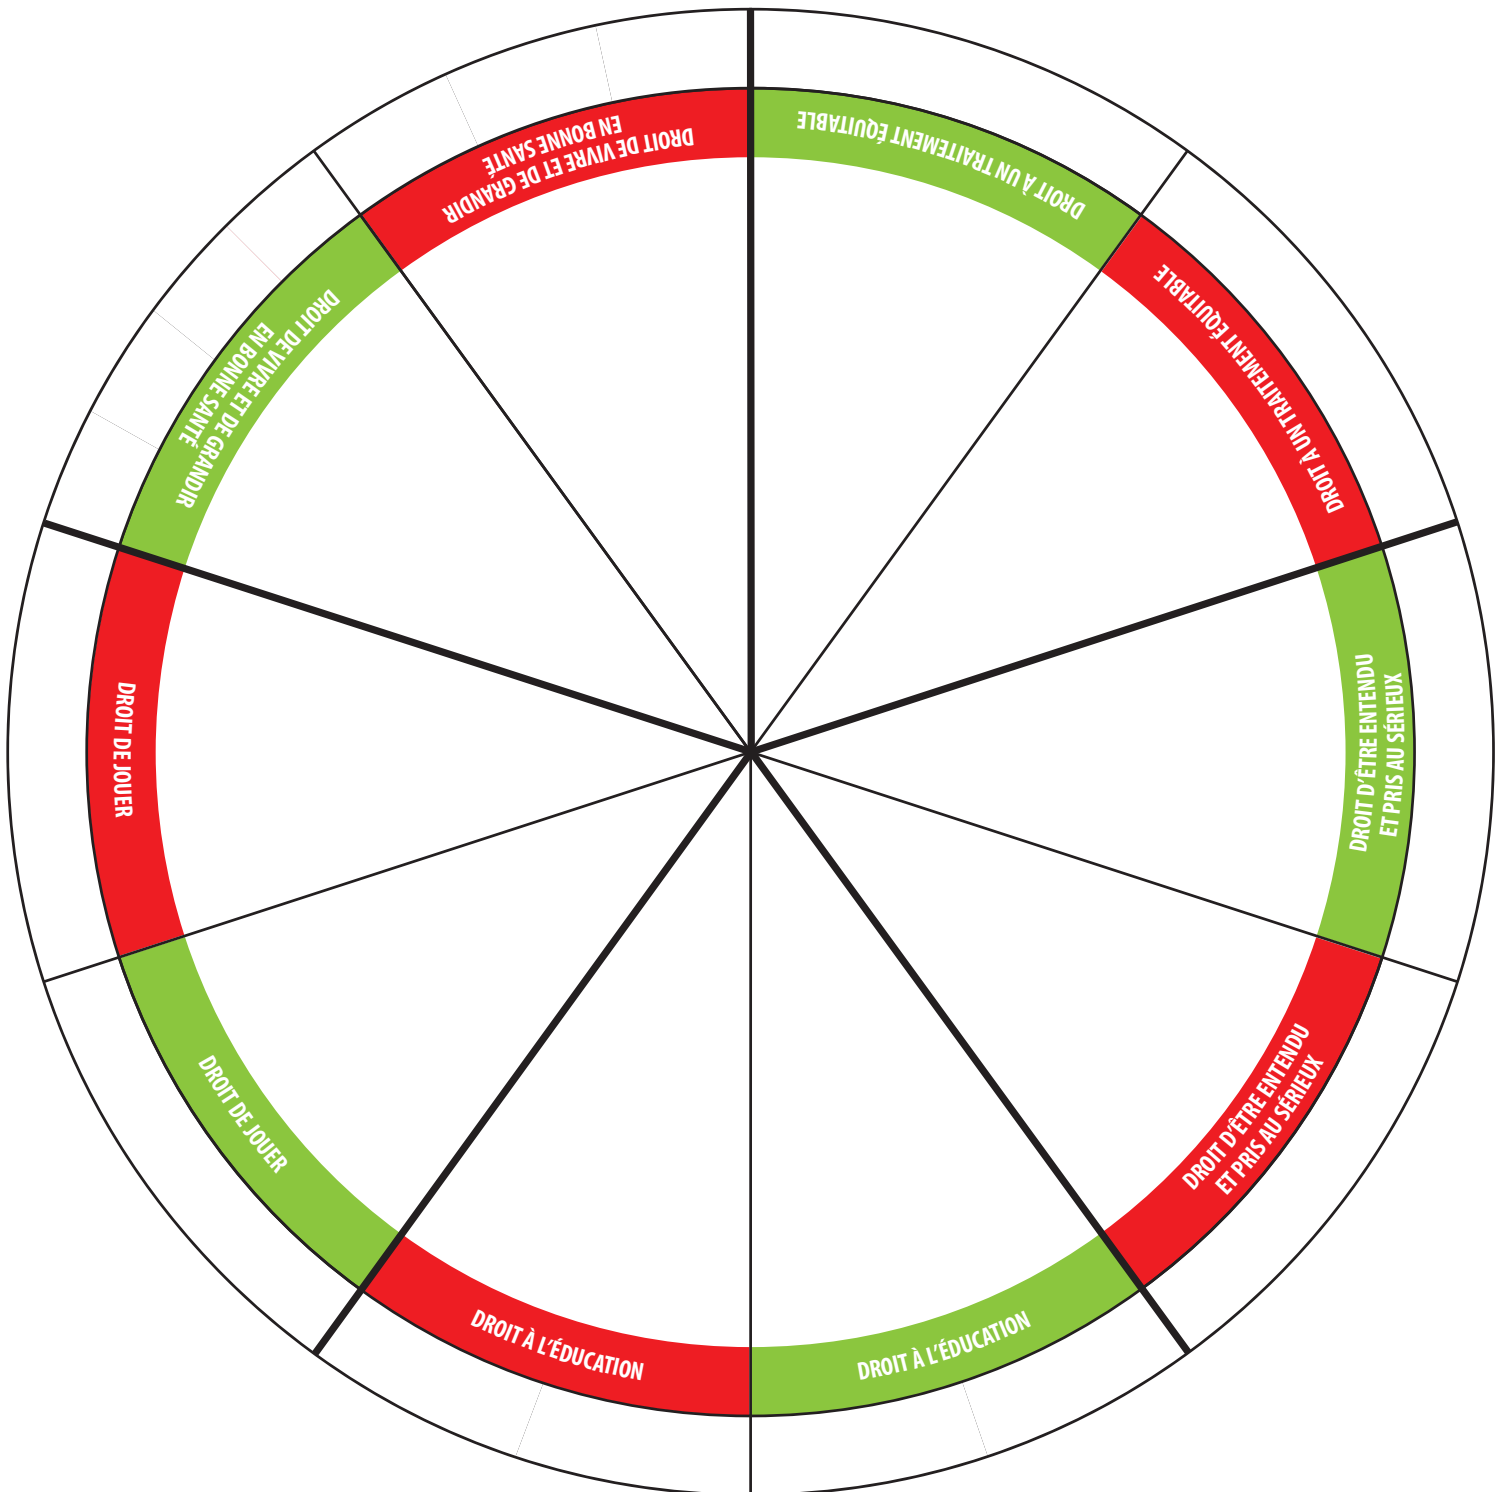 DROIT À UN TRAITEMENT ÉQUITABLE
DROIT À UN TRAITEMENT ÉQUITABLE
DROIT D'ÊTRE ENTENDU
ET PRIS AU SÉRIEUX
DROIT D'ÊTRE ENTENDU
ET PRIS AU SÉRIEUX
DROIT À L'ÉDUCATION
DROIT À L'ÉDUCATION
DROIT DE JOUER
DROIT DE JOUER
DROIT DE VIVRE ET DE GRANDIR
EN BONNE SANTÉ
DROIT DE VIVRE ET DE GRANDIR
EN BONNE SANTÉ